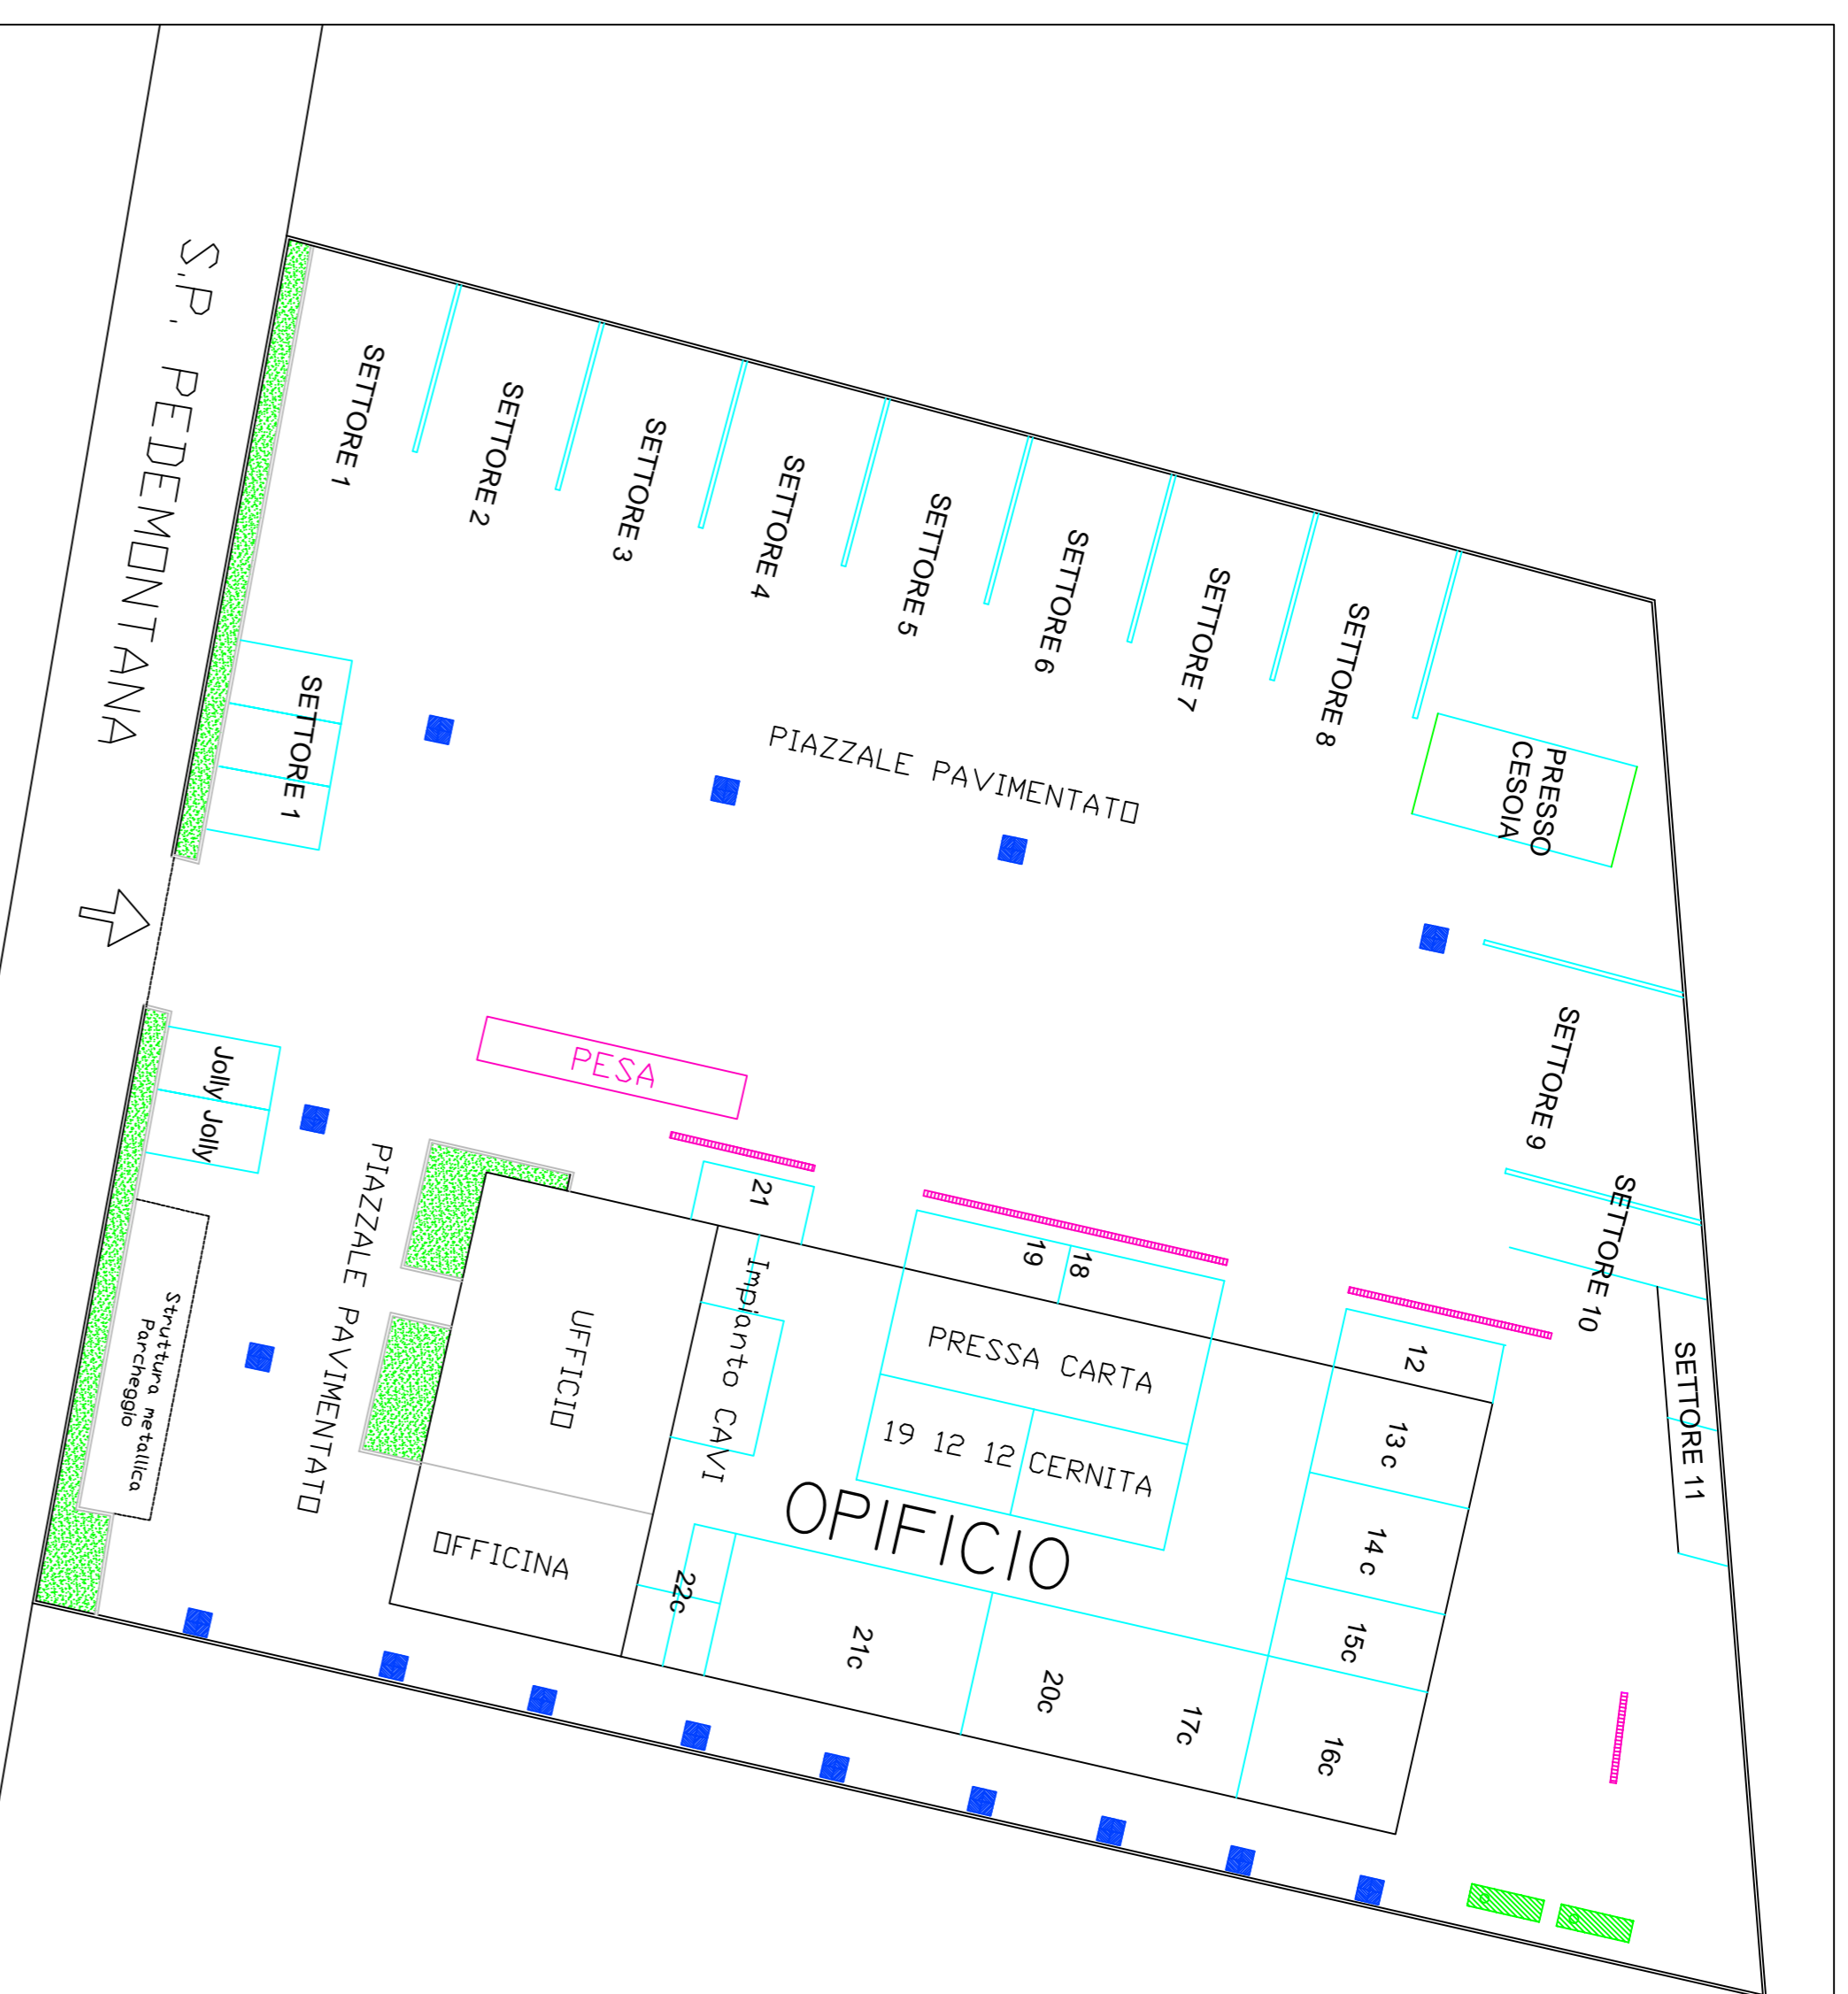 S.P. PEDEMONTANA
SETTORE 1
SETTORE 2
SETTORE 3
SETTORE 4
SETTORE 5
SETTORE 6
SETTORE 7
SETTORE 8
PRESSO
CESOIA
SETTORE 1
PIAZZALE PAVIMENTATO
SETTORE 9
SETTORE 10
SETTORE 11
Jolly
Jolly
PESA
PIAZZALE PAVIMENTATO
Struttura metallica
Parcheggio
UFFICIO
OFFICINA
21
Impianto CAVI
19
18
PRESSA CARTA
19 12 12
CERNITA
OPIFICIO
12
13c
14c
15c
16c
17c
20c
21c
22c